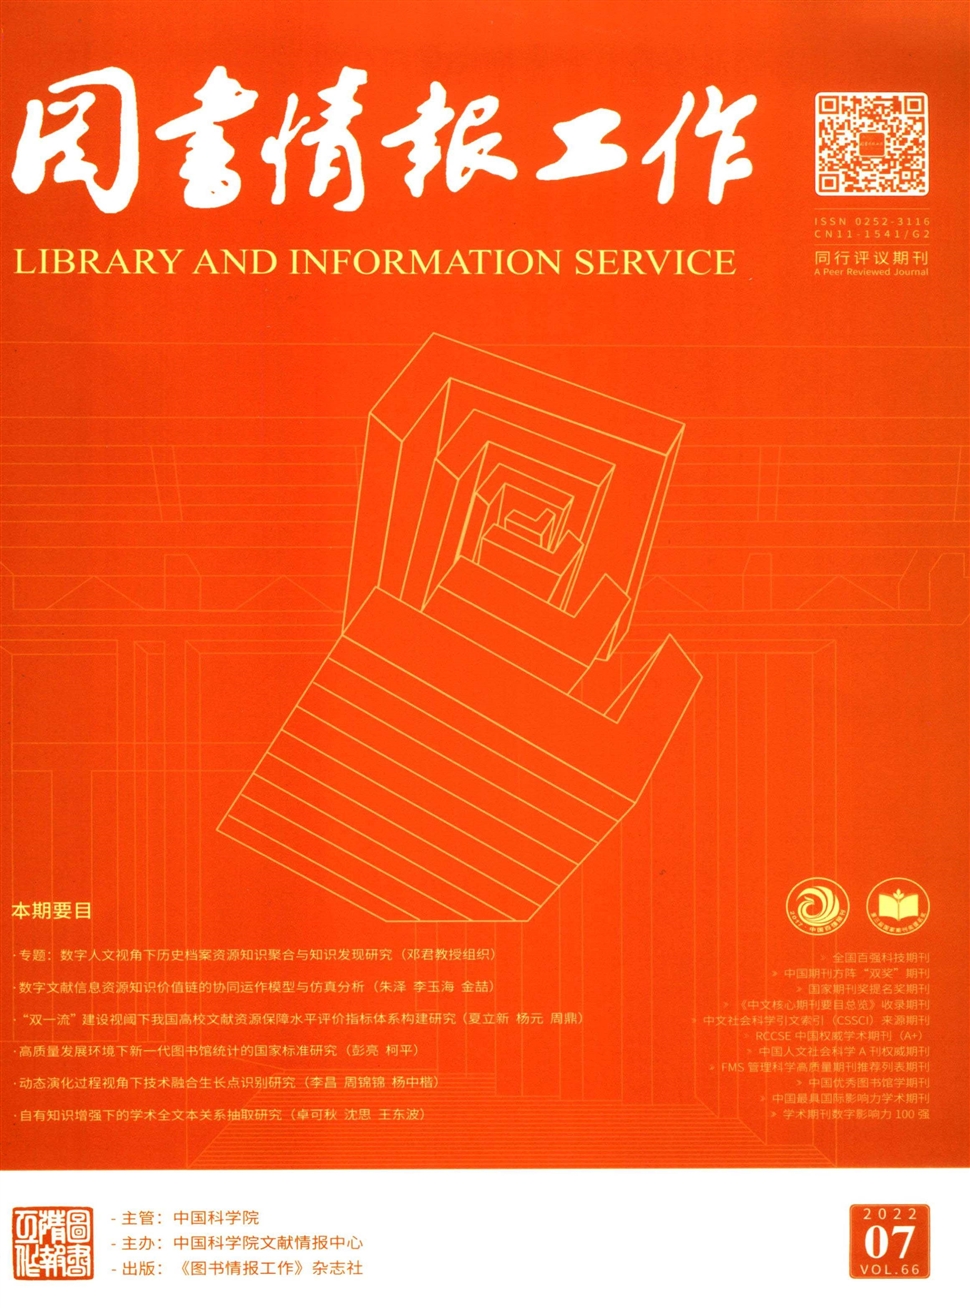 图书情报工作
LIBRARY AND INFORMATION SERVICE
ISSN 0252-3116
CN11-1541/G2
同行评议期刊
A Peer Reviewed Journal
本期要目
·专题：数字人文视角下历史档案资源知识聚合与知识发现研究（邓君教授组织）
·数字文献信息资源知识价值链的协同运作模型与仿真分析（朱泽 李玉海 金喆）
·“双一流”建设视阈下我国高校文献资源保障水平评价指标体系构建研究（夏立新 杨元 周鼎）
·高质量发展环境下新一代图书馆统计的国家标准研究（彭亮 柯平）
·动态演化过程视角下技术融合生长点识别研究（李昌 周锦锦 杨中楷）
·自有知识增强下的学术全文本关系抽取研究（卓可秋 沈思 王东波）
> 全国百强科技期刊
> 中国期刊方阵“双奖”期刊
> 国家期刊奖提名奖期刊
> 《中文核心期刊要目总览》收录期刊
> 中文社会科学引文索引（CSSCI）来源期刊
> RCCSE 中国权威学术期刊（A+）
> 中国人文社会科学 A 刊权威期刊
> FMS 管理科学高质量期刊推荐列表期刊
> 中国优秀图书馆学期刊
> 中国最具国际影响力学术期刊
> 学术期刊数字影响力 100 强
圖書情報工作
- 主管：中国科学院
- 主办：中国科学院文献情报中心
- 出版：《图书情报工作》杂志社
2022
07
VOL.66